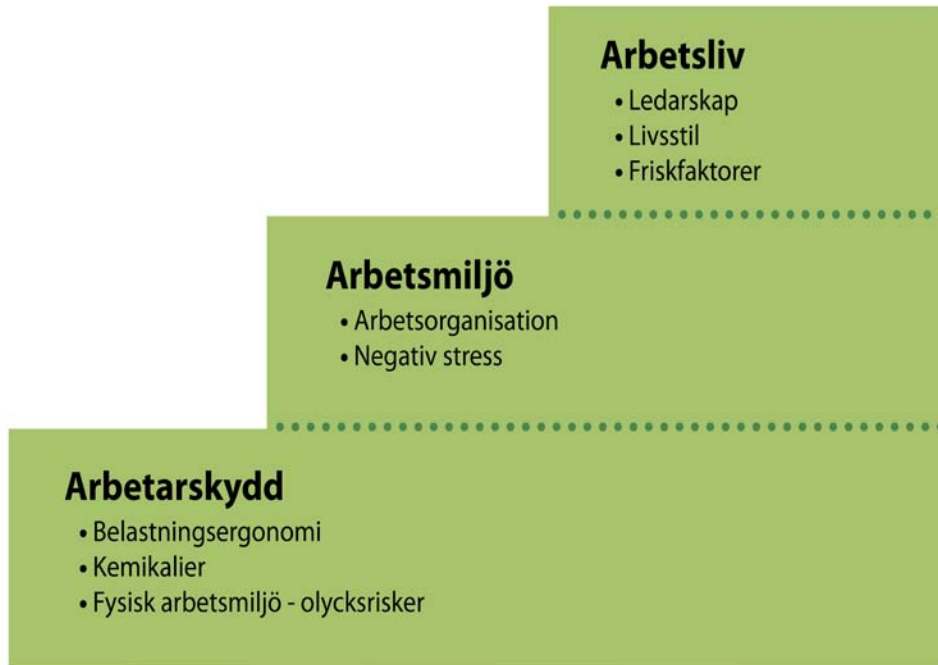 Arbetsliv
• Ledarskap
• Livsstil
• Friskfaktorer
Arbetsmiljö
• Arbetsorganisation
• Negativ stress
Arbetarskydd
• Belastningsergonomi
• Kemikalier
• Fysisk arbetsmiljö - olycksrisker